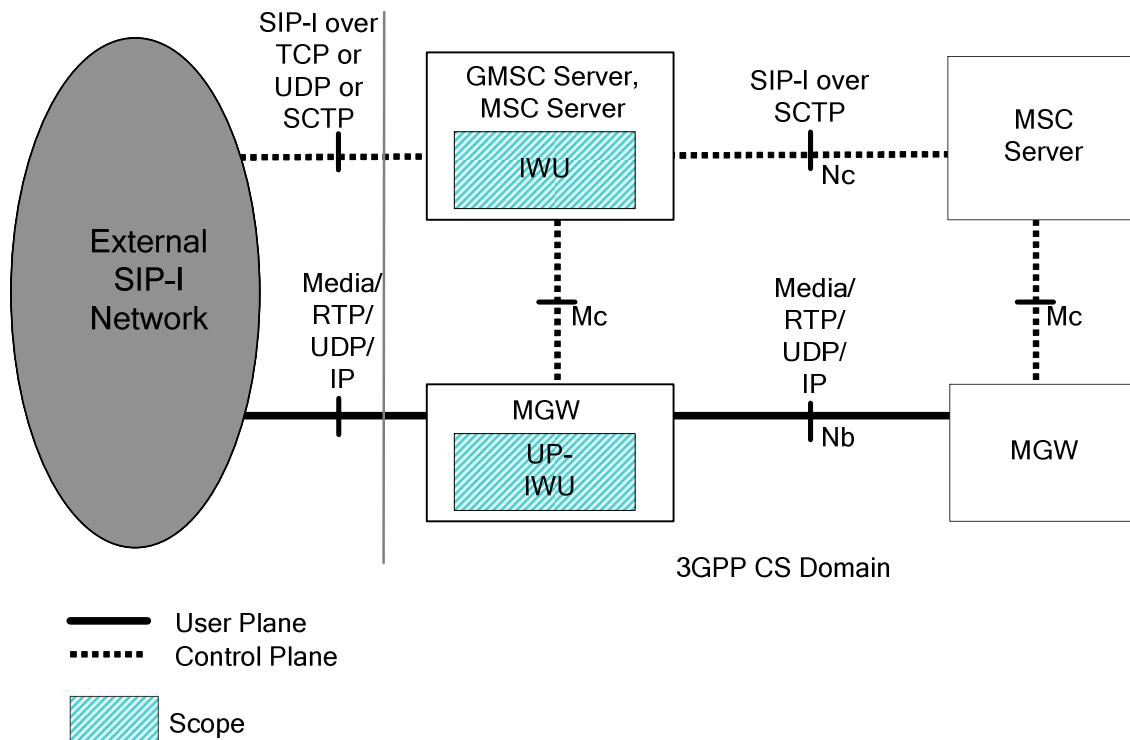 SIP-I over
TCP or
UDP or
SCTP
GMSC Server,
MSC Server
IWU
SIP-I over
SCTP
Nc
MSC
Server
External
SIP-I
Network
Media/
RTP/
UDP/
IP
Mc
Media/
RTP/
UDP/
IP
Mc
MGW
UP-
IWU
Nb
MGW
3GPP CS Domain
User Plane
Control Plane
Scope